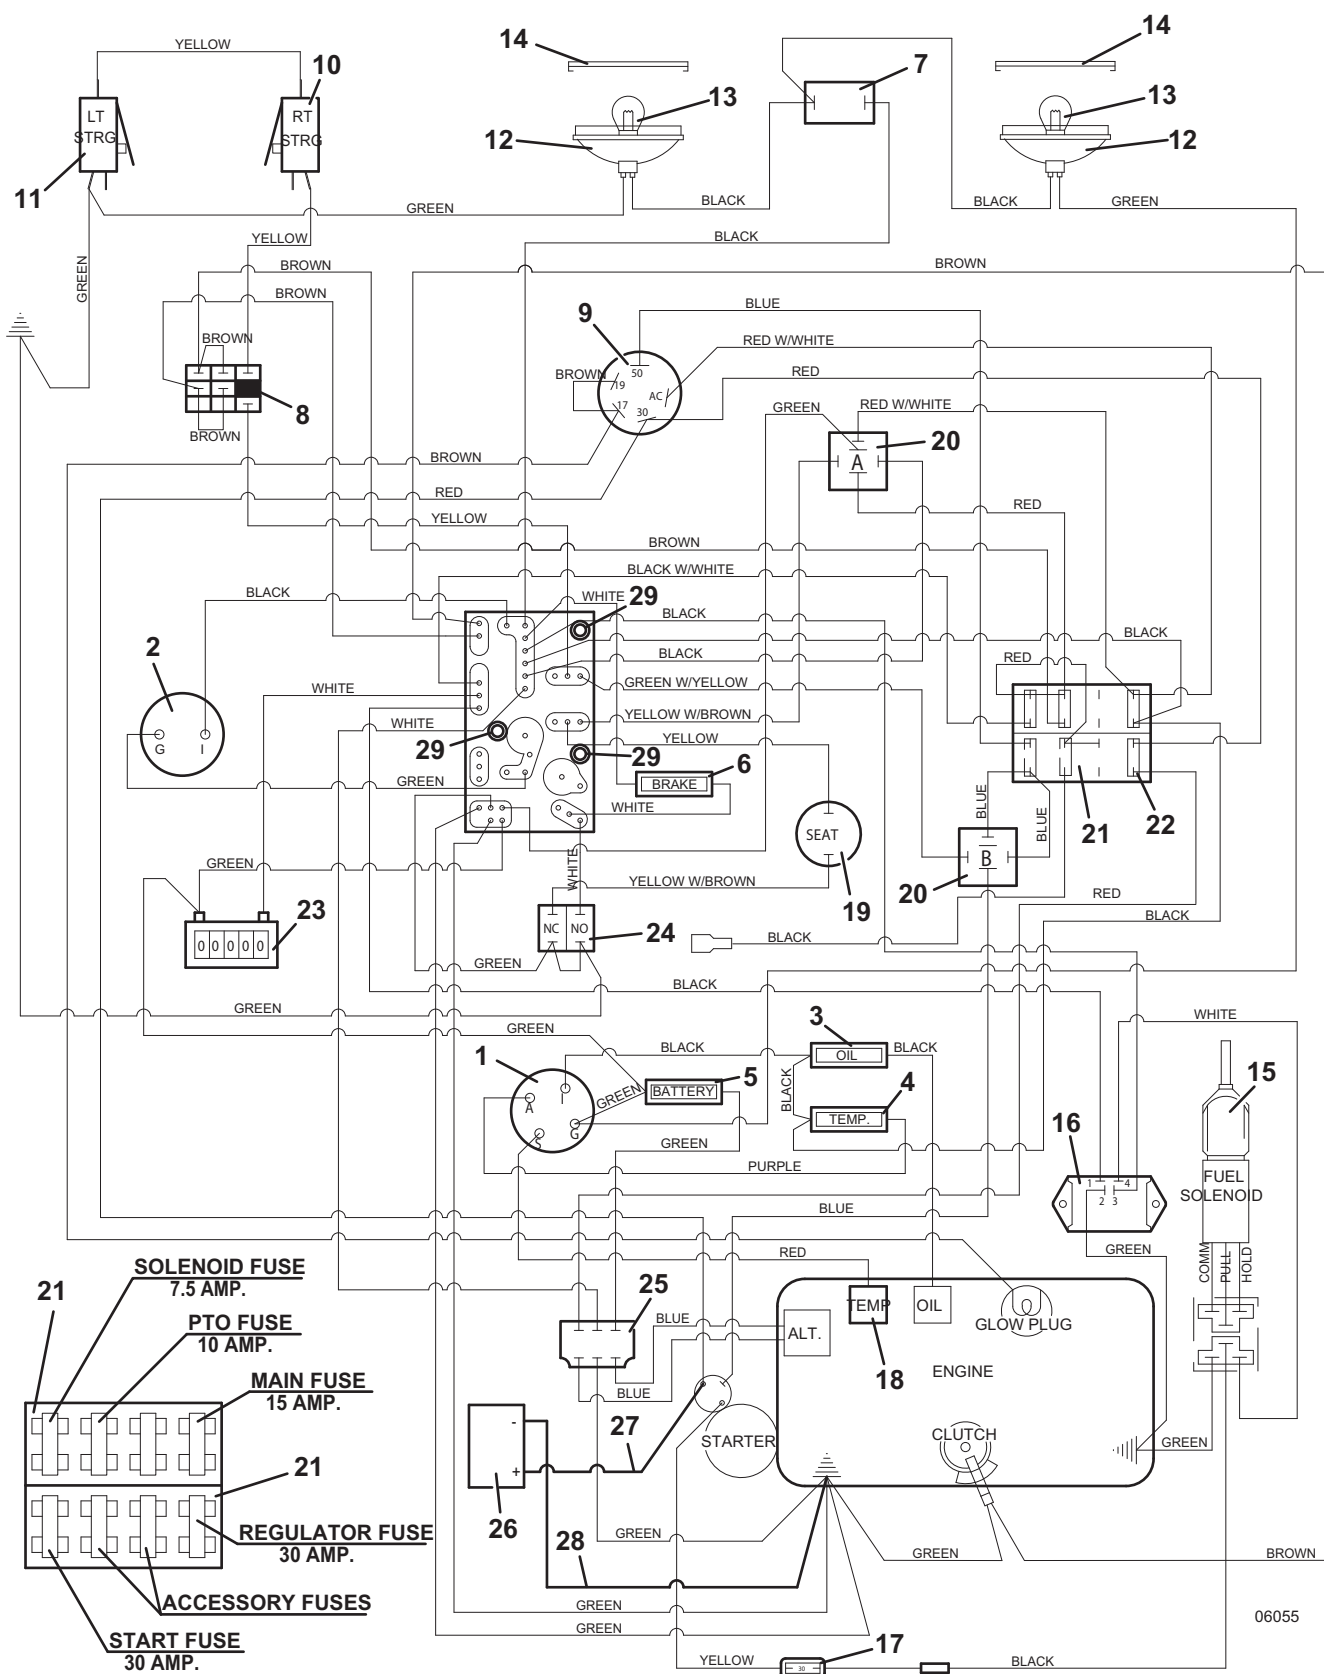 YELLOW
14
14
10
7
13
13
LT
STRG
RT
STRG
12
12
11
GREEN
BLACK
BLACK
GREEN
YELLOW
BLACK
GREEN
BROWN
BROWN
BROWN
9
BLUE
BROWN
50
RED W/WHITE
BROWN
19
AC
RED
17
30
GREEN
RED W/WHITE
8
BROWN
20
A
BROWN
RED
RED
YELLOW
BROWN
BLACK W/WHITE
BLACK
WHITE
29
BLACK
BLACK
2
BLACK
RED
WHITE
GREEN W/YELLOW
WHITE
YELLOW W/BROWN
G
I
29
YELLOW
29
GREEN
6
BRAKE
WHITE
BLUE
BLUE
21
22
SEAT
B
GREEN
WHITE
YELLOW W/BROWN
19
20
RED
23
BLACK
0 0 0 0 0
NC
NO
24
BLACK
GREEN
BLACK
GREEN
WHITE
GREEN
3
1
BLACK
OIL
BLACK
15
I
5
BLACK
4
A
GREEN
BATTERY
TEMP.
G
S
GREEN
16
PURPLE
1
4
2
3
FUEL
SOLENOID
BLUE
RED
GREEN
COMM
PULL
HOLD
SOLENOID FUSE
7.5 AMP.
21
25
TEMP
OIL
PTO FUSE
10 AMP.
BLUE
ALT.
GLOW PLUG
18
ENGINE
MAIN FUSE
15 AMP.
BLUE
27
-
CLUTCH
STARTER
GREEN
21
+
26
REGULATOR FUSE
30 AMP.
GREEN
28
GREEN
BROWN
ACCESSORY FUSES
GREEN
06055
GREEN
START FUSE
30 AMP.
17
YELLOW
30
BLACK